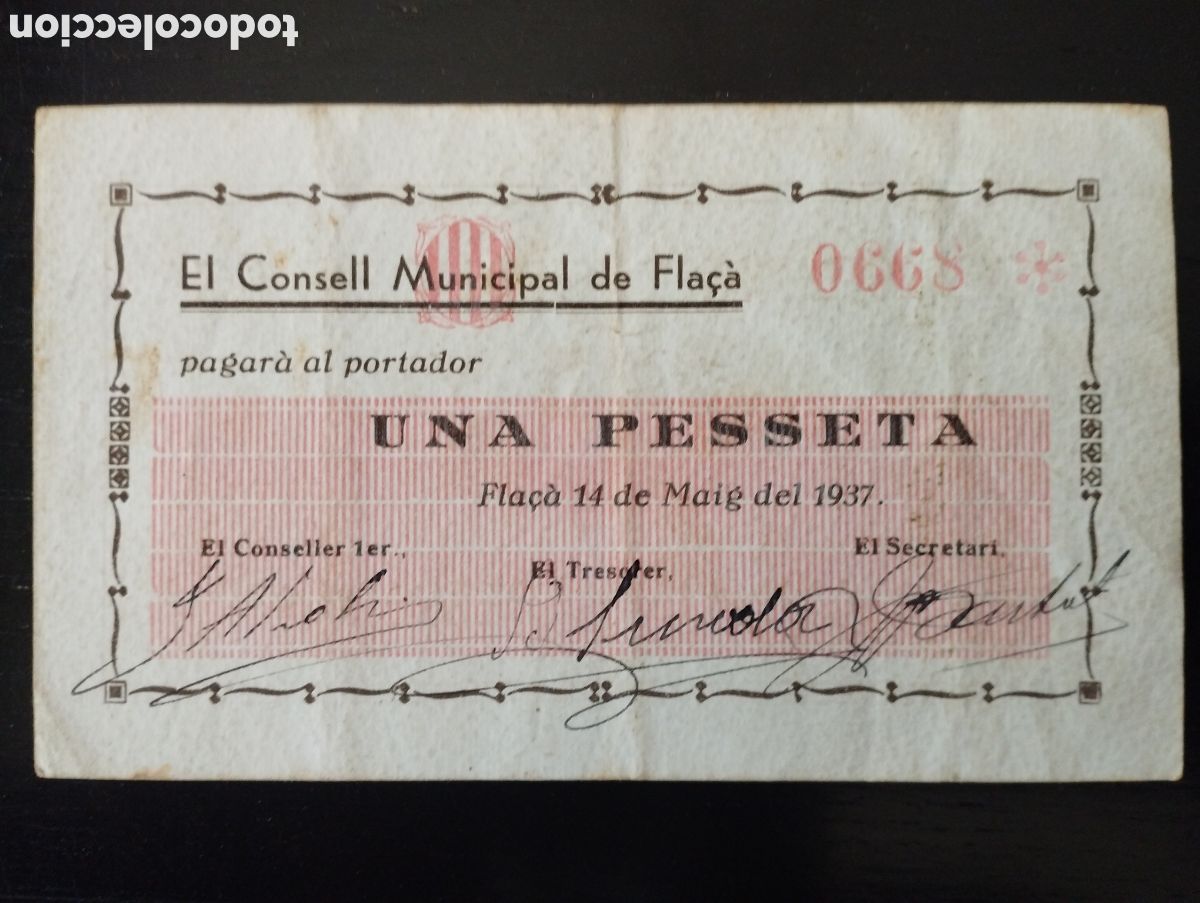 todocoleccion
El Consell Municipal de Flaçà
0668
pagarà al portador
UNA PESSETA
Flaçà 14 de Maig del 1937.
El Conseller 1er.,
El Tresorer,
El Secretari,